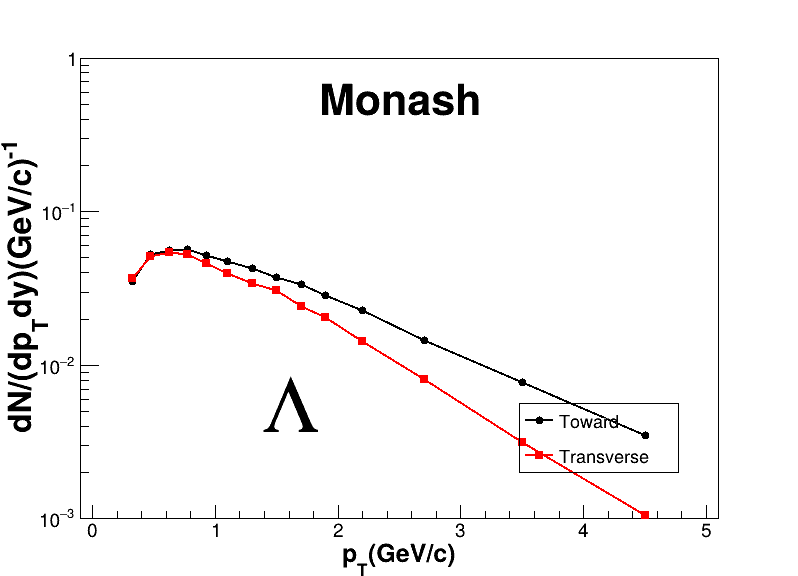 Monash
dN/(dp_T dy)(GeV/c)^-1
1
10^−1
10^−2
10^−3
Λ
Toward
Transverse
0 1 2 3 4 5
p_T(GeV/c)